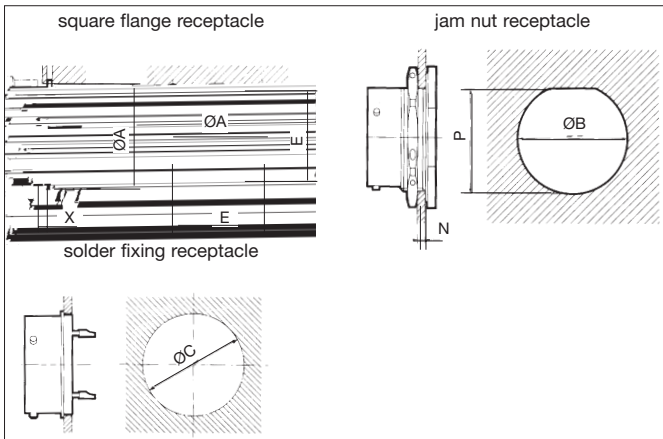 square flange receptacle
jam nut receptacle
ØA
ØA
E
X
E
P
ØB
N
solder fixing receptacle
ØC